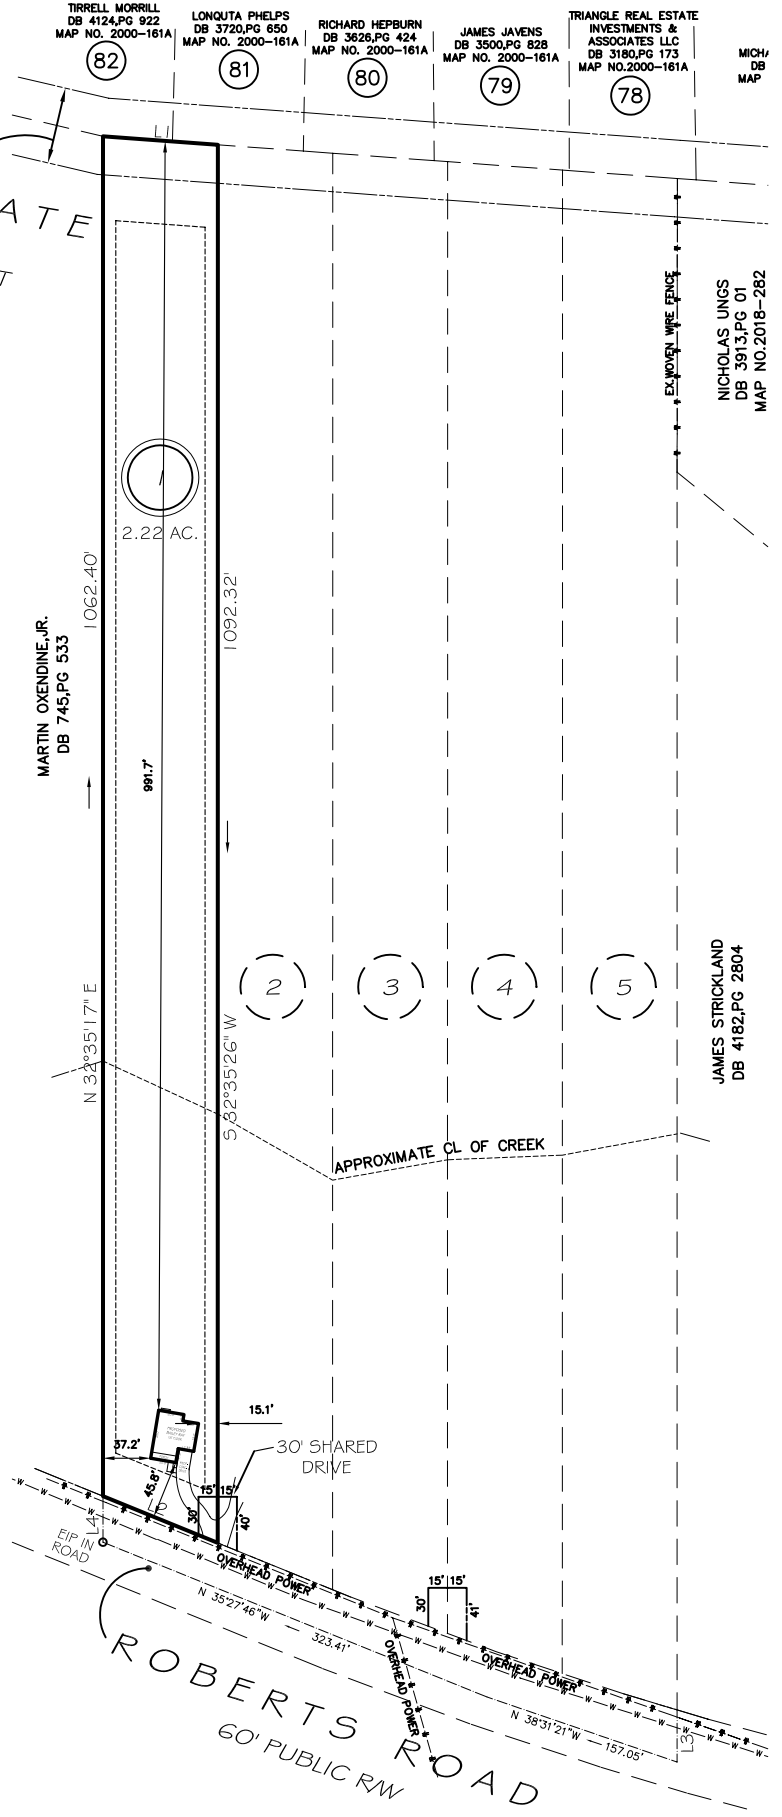 TIRRELL MORRILL
DB 4124,PG 922
MAP NO. 2000-161A
82
LONQUTA PHELPS
DB 3720,PG 650
MAP NO. 2000-161A
81
RICHARD HEPBURN
DB 3626,PG 424
MAP NO. 2000-161A
80
JAMES JAVENS
DB 3500,PG 828
MAP NO. 2000-161A
79
TRIANGLE REAL ESTATE
INVESTMENTS &
ASSOCIATES LLC
DB 3180,PG 173
MAP NO.2000-161A
78
MICHA
DB
MAP
L1
ATE
T
EX.WOVEN WIRE FENCE
NICHOLAS UNGS
DB 3913,PG 01
MAP NO.2018-282
1
2.22 AC.
1062.40'
1092.32'
MARTIN OXENDINE,JR.
DB 745,PG 533
991.7'
2
3
4
5
N 32°35'17" E
S 32°35'26" W
JAMES STRICKLAND
DB 4182,PG 2804
APPROXIMATE CL OF CREEK
15.1'
37.2'
30' SHARED
DRIVE
45.8'
L2
15' 15'
30'
40'
L4
EIP IN
ROAD
OVERHEAD POWER
N 35°27'46"W
323.41'
15' 15'
30'
41'
OVERHEAD POWER
OVERHEAD POWER
N 38°31'21"W
157.05'
L3
ROBERTS ROAD
60' PUBLIC R/W